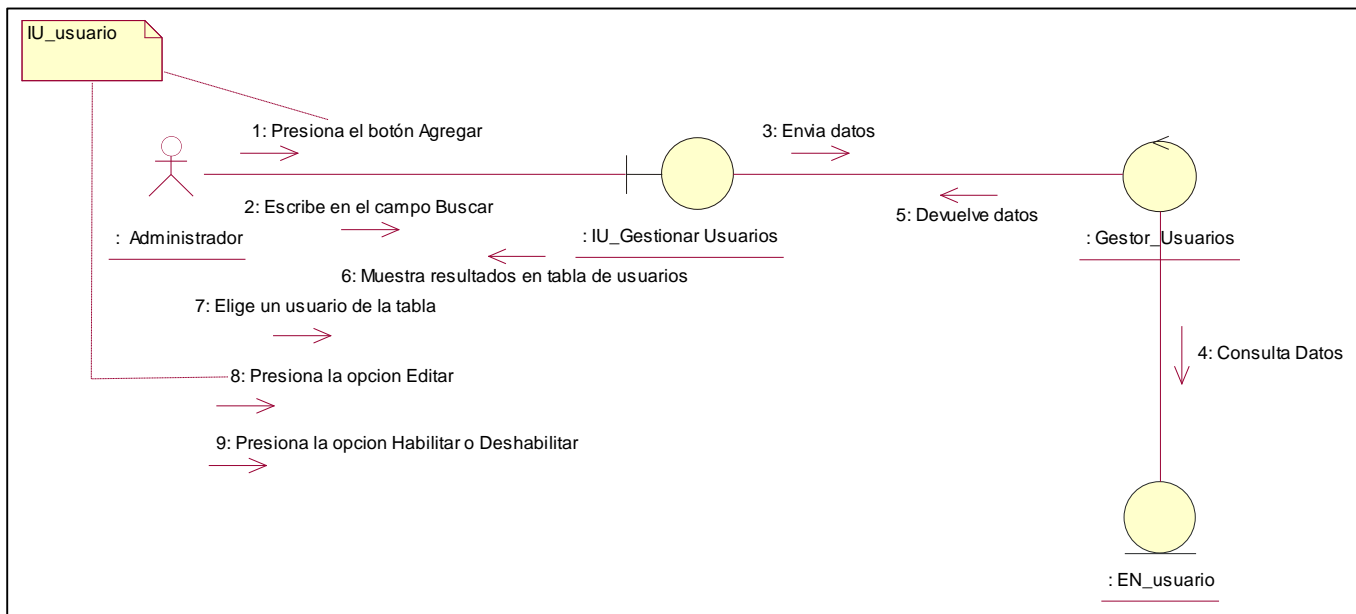 IU_usuario
1: Presiona el botón Agregar
3: Envia datos
2: Escribe en el campo Buscar
5: Devuelve datos
: Administrador
: IU_Gestionar Usuarios
: Gestor_Usuarios
6: Muestra resultados en tabla de usuarios
7: Elige un usuario de la tabla
4: Consulta Datos
8: Presiona la opcion Editar
9: Presiona la opcion Habilitar o Deshabilitar
: EN_usuario